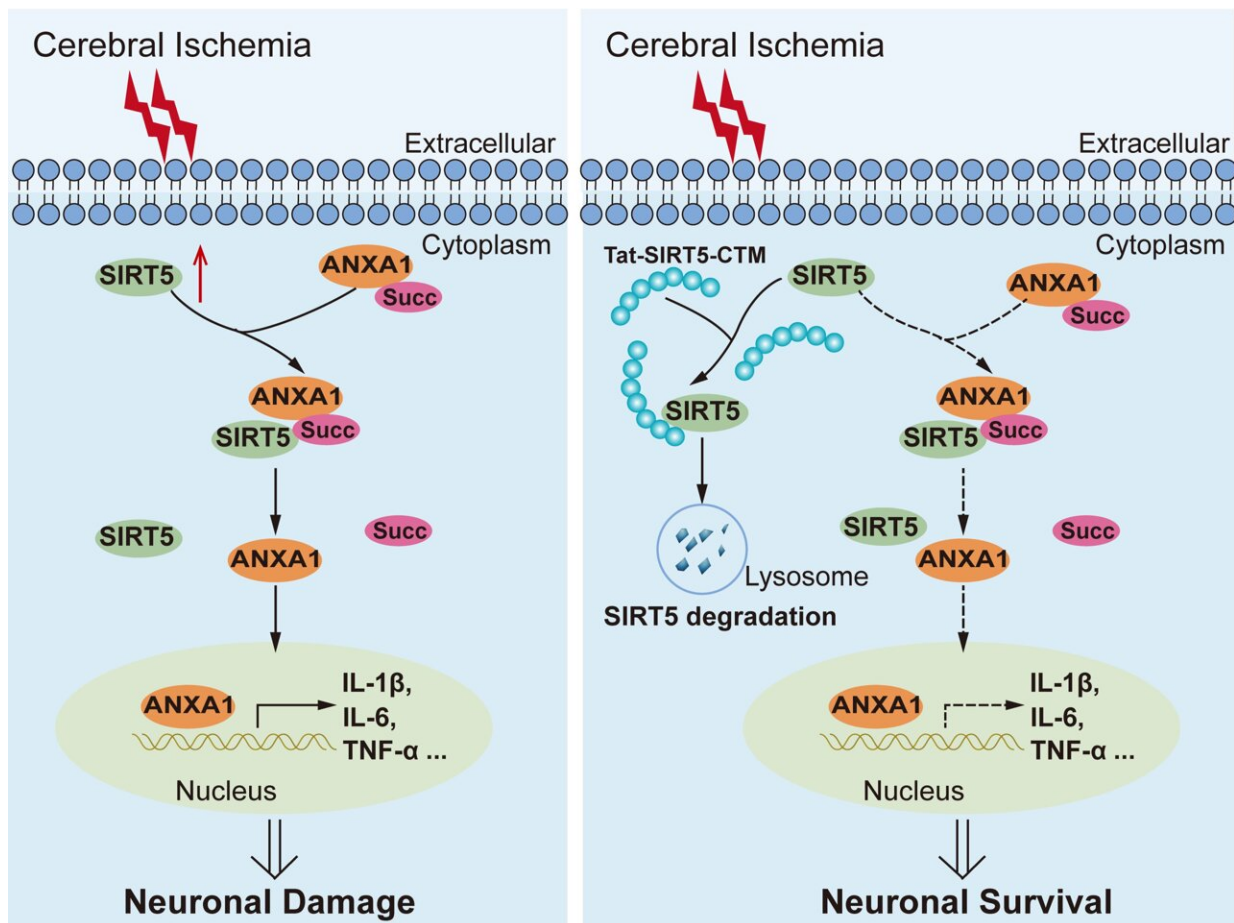 Cerebral Ischemia
Extracellular
Cytoplasm
SIRT5
ANXA1
Succ
ANXA1
SIRT5
Succ
SIRT5
Succ
ANXA1
ANXA1
IL-1β,
IL-6,
TNF-α ...
Nucleus
Neuronal Damage
Cerebral Ischemia
Extracellular
Cytoplasm
Tat-SIRT5-CTM
SIRT5
ANXA1
Succ
SIRT5
Lysosome
SIRT5 degradation
ANXA1
SIRT5
Succ
SIRT5
Succ
ANXA1
ANXA1
IL-1β,
IL-6,
TNF-α ...
Nucleus
Neuronal Survival